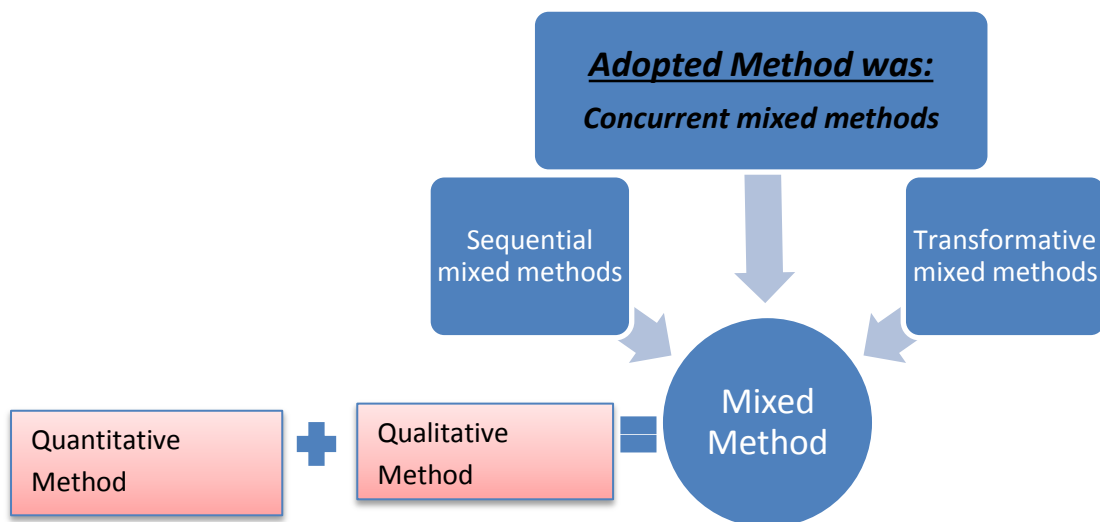 Adopted Method was:
Concurrent mixed methods
Sequential
mixed methods
Transformative
mixed methods
Mixed
Method
Quantitative
Method
Qualitative
Method